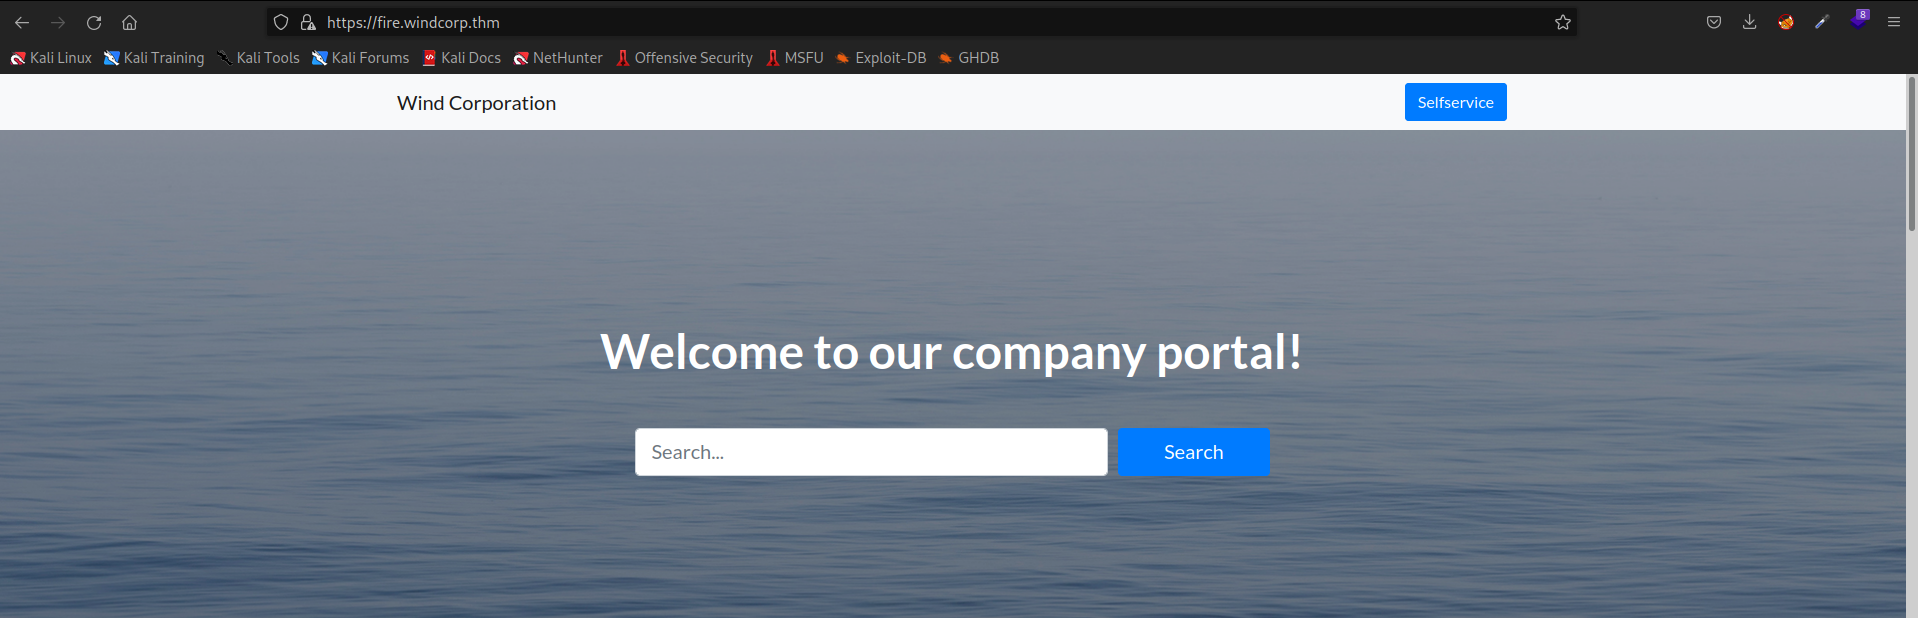 https://fire.windcorp.thm
8
Kali Linux Kali Training Kali Tools Kali Forums Kali Docs NetHunter Offensive Security MSFU Exploit-DB GHDB
Wind Corporation Selfservice
Welcome to our company portal!
Search... Search